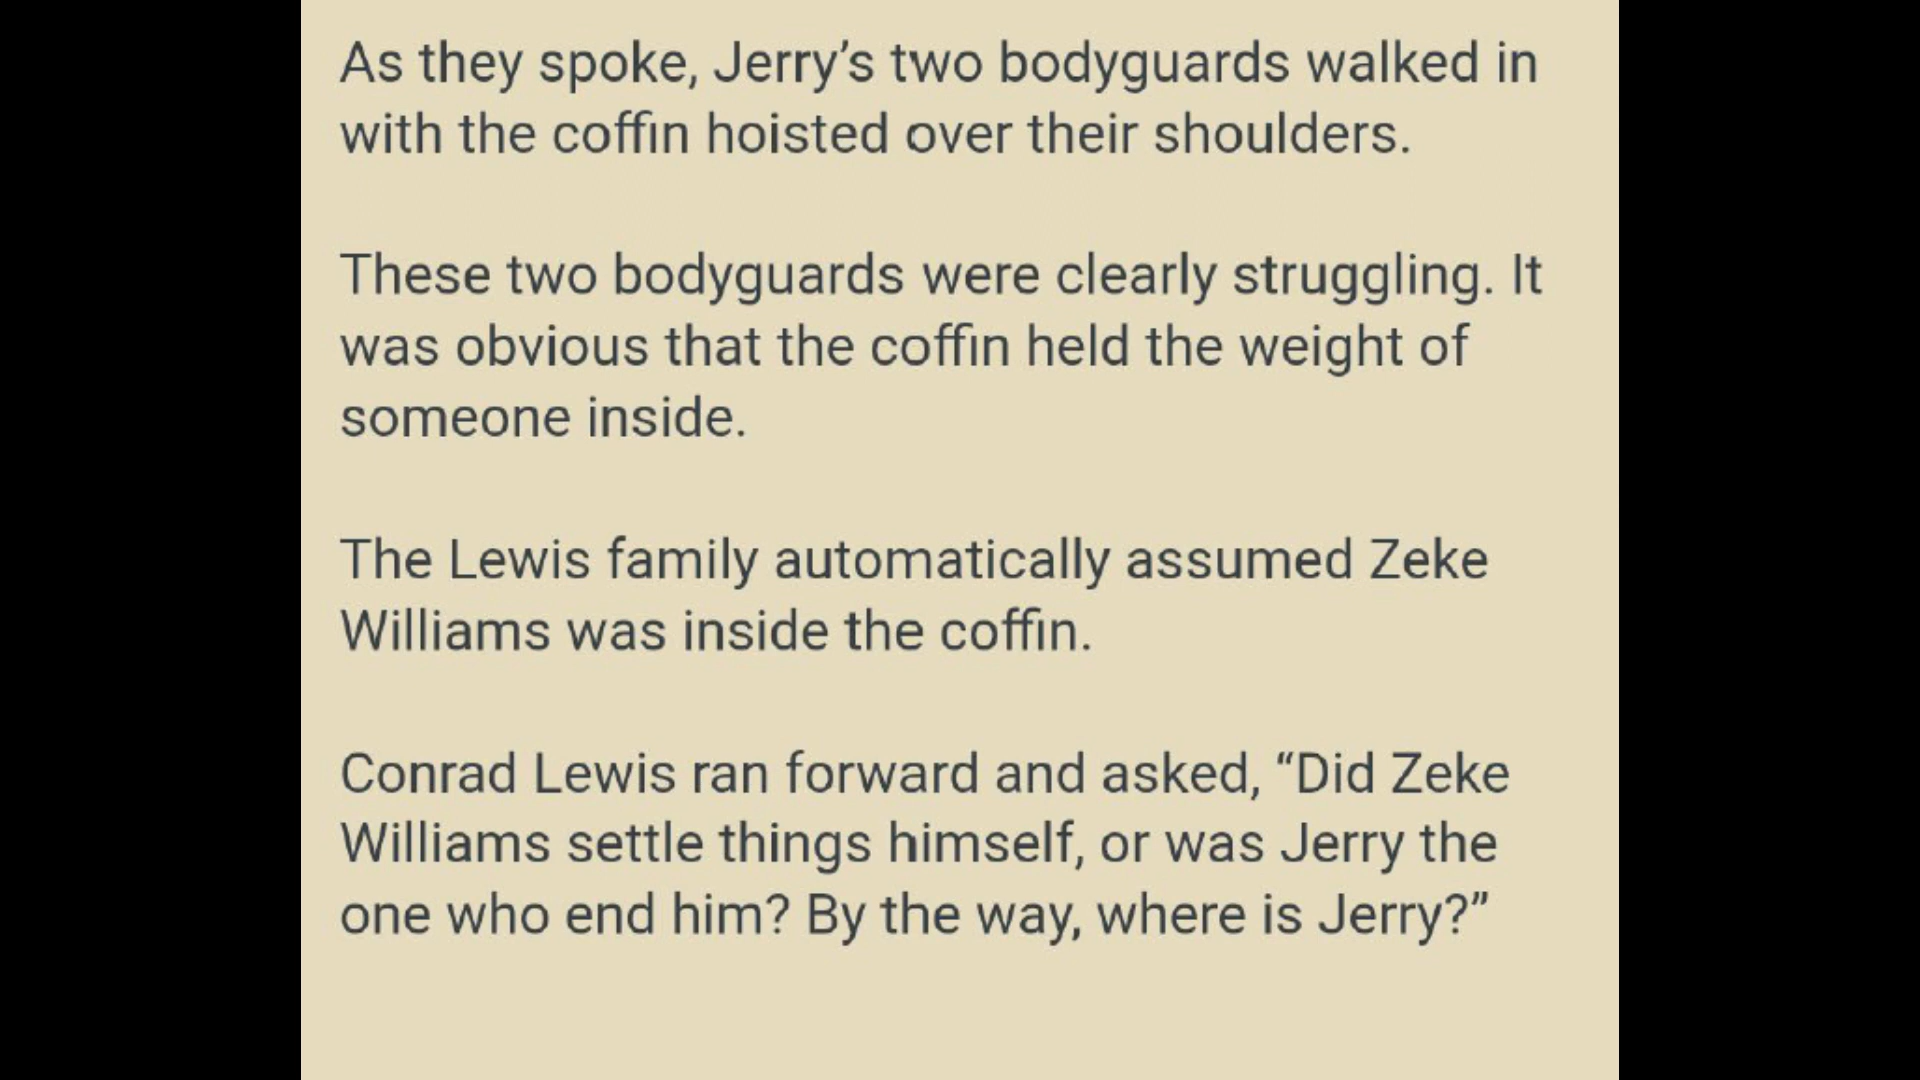 As they spoke, Jerry’s two bodyguards walked in
with the coffin hoisted over their shoulders.
These two bodyguards were clearly struggling. It
was obvious that the coffin held the weight of
someone inside.
The Lewis family automatically assumed Zeke
Williams was inside the coffin.
Conrad Lewis ran forward and asked, “Did Zeke
Williams settle things himself, or was Jerry the
one who end him? By the way, where is Jerry?”